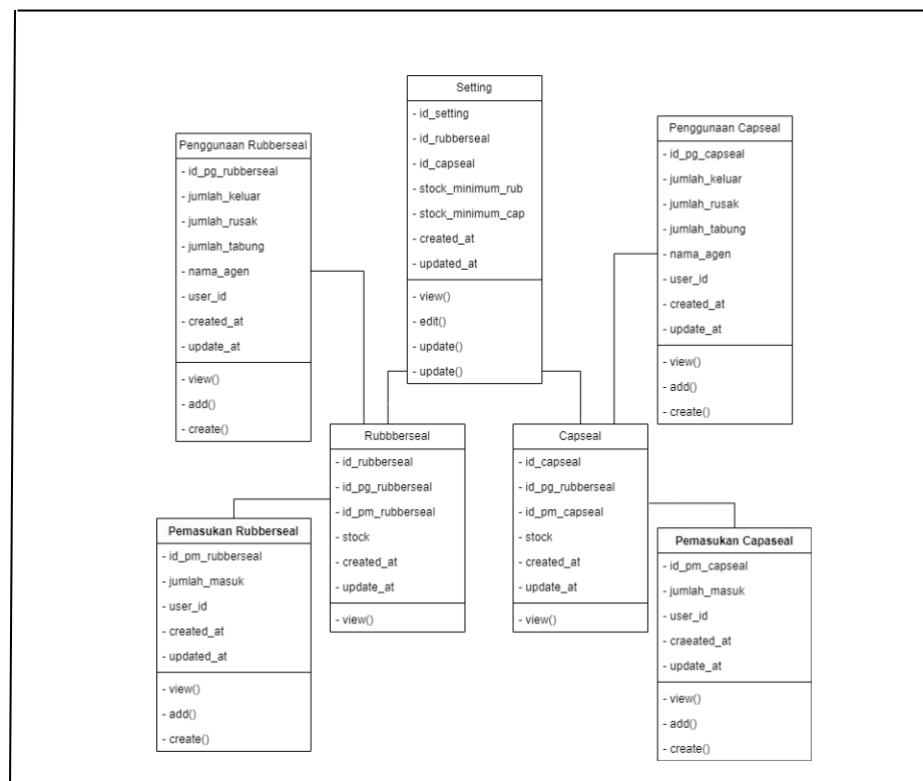 Setting
- id_setting
- id_rubberseal
- id_capseal
- stock_minimum_rub
- stock_minimum_cap
- created_at
- updated_at
- view()
- edit()
- update()
- update()
Penggunaan Rubberseal
- id_pg_rubberseal
- jumlah_keluar
- jumlah_rusak
- jumlah_tabung
- nama_agen
- user_id
- created_at
- update_at
- view()
- add()
- create()
Penggunaan Capseal
- id_pg_capseal
- jumlah_keluar
- jumlah_rusak
- jumlah_tabung
- nama_agen
- user_id
- created_at
- update_at
- view()
- add()
- create()
Rubbberseal
- id_rubberseal
- id_pg_rubberseal
- id_pm_rubberseal
- stock
- created_at
- update_at
- view()
Capseal
- id_capseal
- id_pg_rubberseal
- id_pm_capseal
- stock
- created_at
- update_at
- view()
Pemasukan Rubberseal
- id_pm_rubberseal
- jumlah_masuk
- user_id
- created_at
- updated_at
- view()
- add()
- create()
Pemasukan Capaseal
- id_pm_capseal
- jumlah_masuk
- user_id
- craeated_at
- update_at
- view()
- add()
- create()